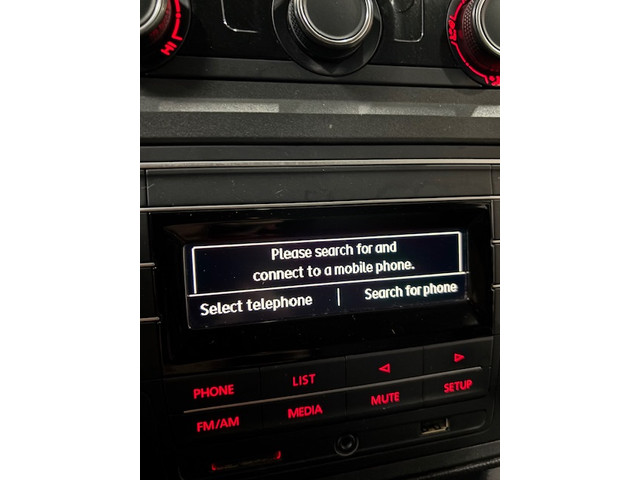 HI
Please search for and
connect to a mobile phone.
Select telephone | Search for phone
PHONE LIST
FM/AM MEDIA MUTE SETUP